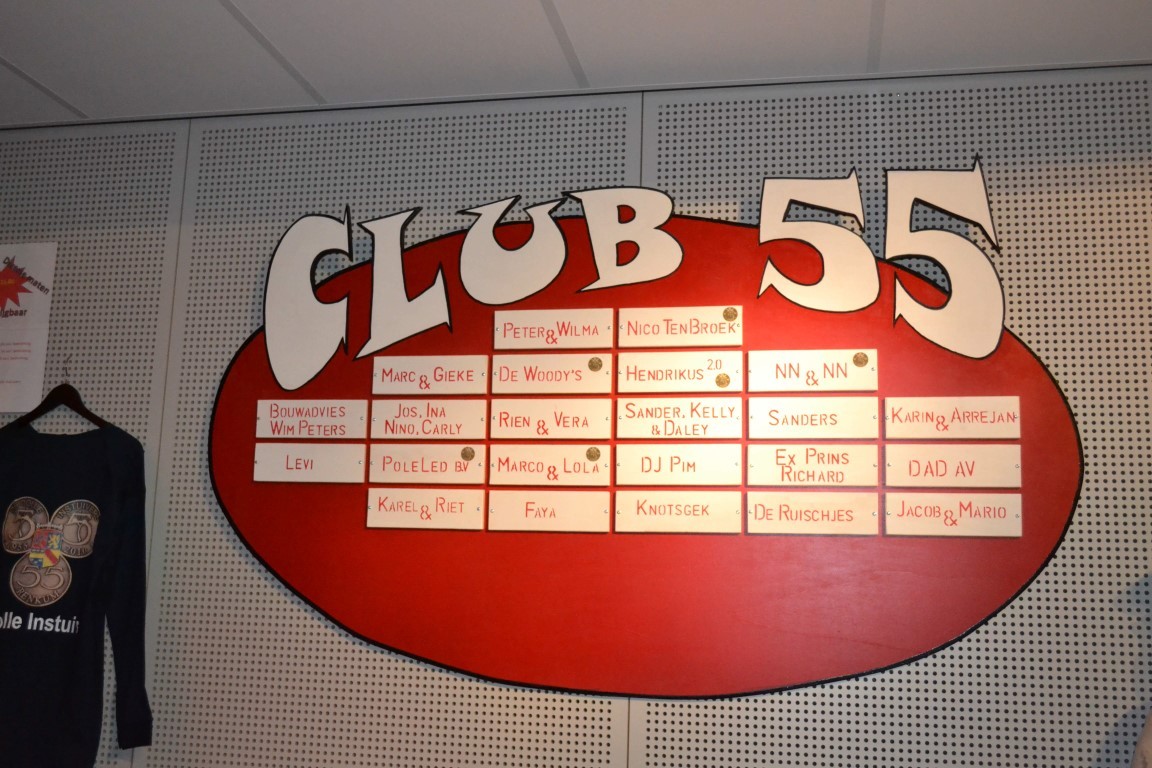 CLUB 55
PETER & WILMA
NICO TENBROEK
MARC & GIEKE
DE WOODY'S
HENDRIKUS 2.0
NN & NN
BOUWADVIES
WIM PETERS
JOS, INA
NINO, CARLY
RIEN & VERA
SANDER, KELLY,
& DALEY
SANDERS
KARIN & ARREJAN
LEVI
POLELED BV
MARCO & LOLA
DJ PIM
EX PRINS
RICHARD
DAD AV
KAREL & RIET
FAYA
KNOTSGEK
DE RUISCHJES
JACOB & MARIO
55